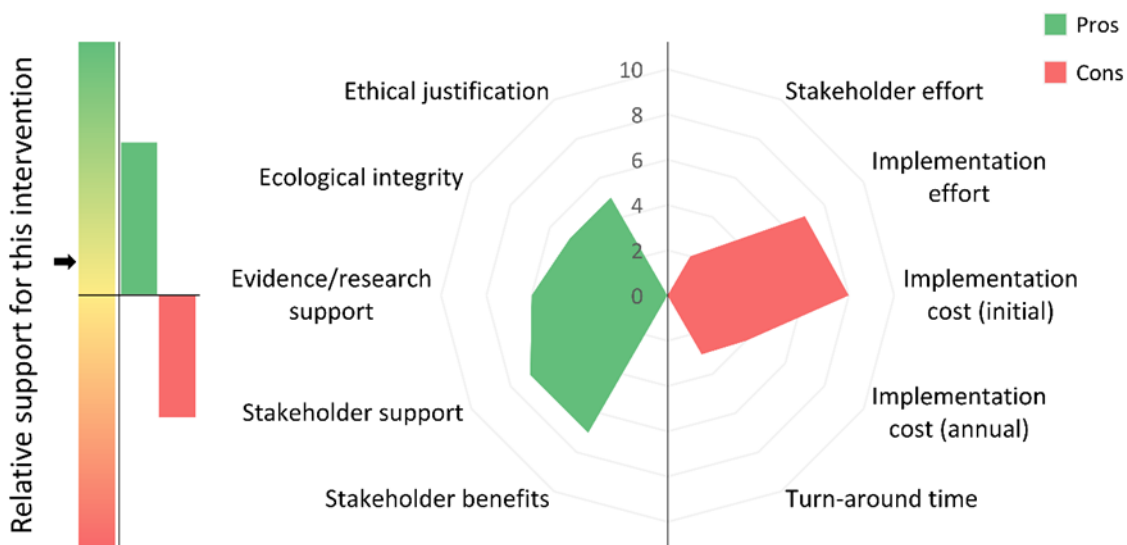 Relative support for this intervention
Pros
Cons
10
8
6
4
2
0
Ethical justification
Ecological integrity
Evidence/research
support
Stakeholder support
Stakeholder benefits
Stakeholder effort
Implementation
effort
Implementation
cost (initial)
Implementation
cost (annual)
Turn-around time